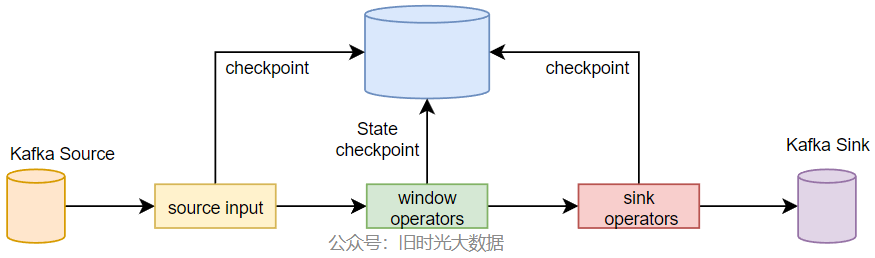 checkpoint
checkpoint
State
checkpoint
Kafka Source
Kafka Sink
source input
window
operators
sink
operators
公众号：旧时光大数据